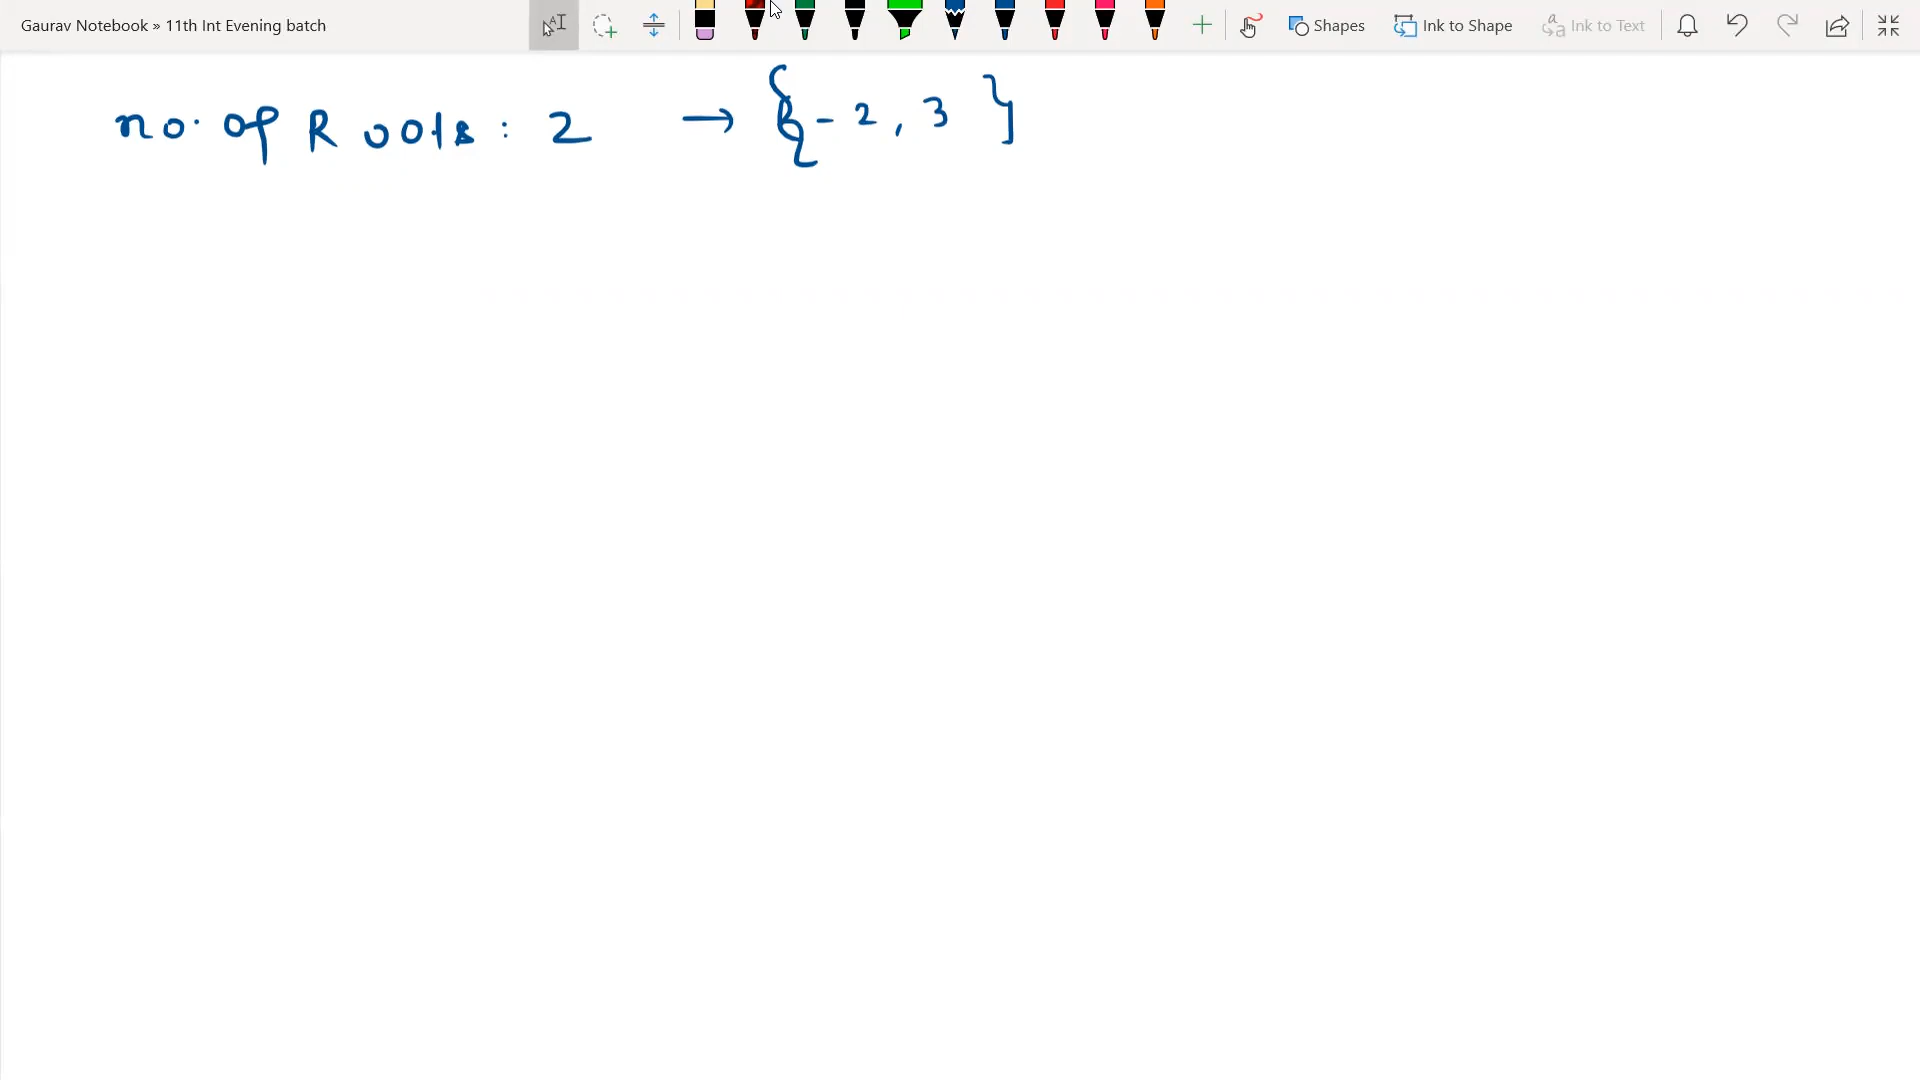 Gaurav Notebook » 11th Int Evening batch
Shapes
Ink to Shape
Ink to Text
no. of Roots : 2 → { -2, 3 }